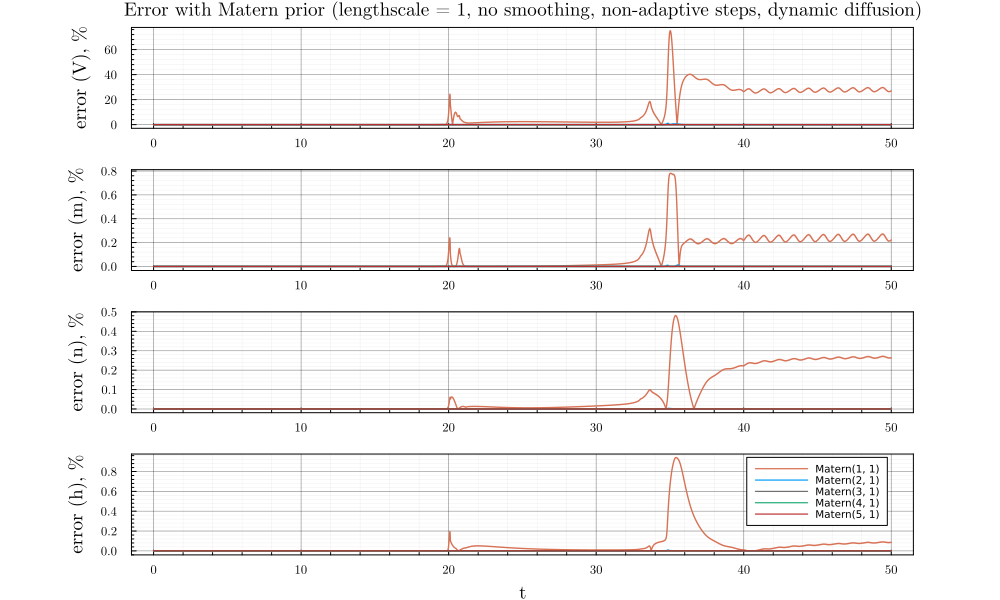 Error with Matern prior (lengthscale = 1, no smoothing, non-adaptive steps, dynamic diffusion)
error (V), %
60
40
20
0
0 10 20 30 40 50
error (m), %
0.8
0.6
0.4
0.2
0.0
0 10 20 30 40 50
error (n), %
0.5
0.4
0.3
0.2
0.1
0.0
0 10 20 30 40 50
error (h), %
0.8
0.6
0.4
0.2
0.0
Matern(1, 1)
Matern(2, 1)
Matern(3, 1)
Matern(4, 1)
Matern(5, 1)
0 10 20 30 40 50
t